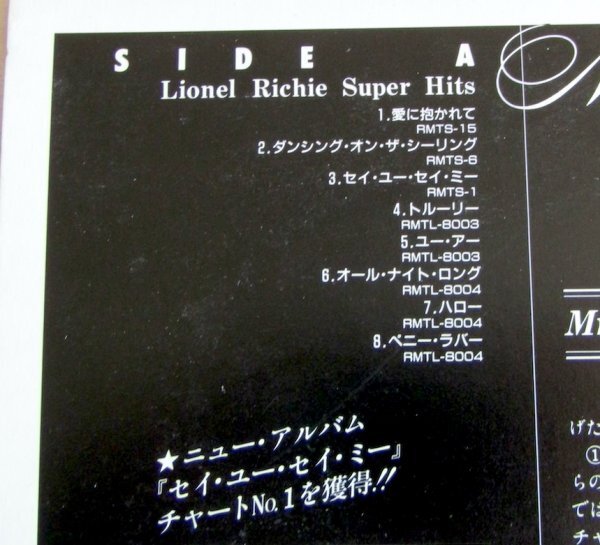 SIDE A
Lionel Richie Super Hits
1.愛に抱かれて
RMTS-15
2.ダンシング・オン・ザ・シーリング
RMTS-6
3.セイ・ユー・セイ・ミー
RMTS-1
4.トルーリー
RMTL-8003
5.ユー・アー
RMTL-8003
6.オール・ナイト・ロング
RMTL-8004
7.ハロー
RMTL-8004
8.ペニー・ラバー
RMTL-8004
★ニュー・アルバム
『セイ・ユー・セイ・ミー』
チャートNo.1を獲得!!
げた
①
らの
では
チャ